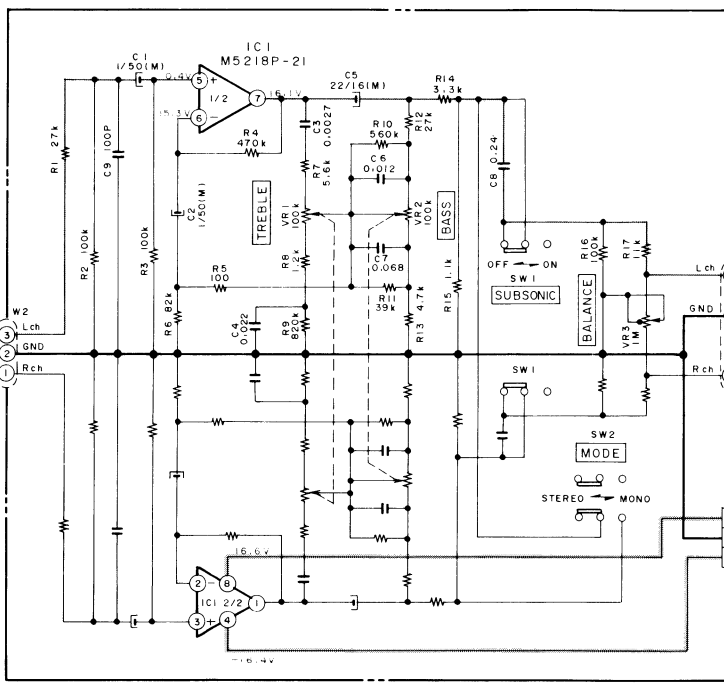 IC1
M5218P-21
C1
1/50(M)
0.4V
5
+
1/2
7
16.1V
15.3V
6
−
C5
22/16(M)
R14
3.3k
R1 27k
C9 100P
R4
470k
C3
0.0027
R7
5.6k
R10
560k
R12
27k
C6
0.012
C8 0.24
C2
1/50(M)
TREBLE
VR1
100k
VR2
100k
BASS
R2 100k
R3 100k
R8
1.2k
C7
0.068
R16
100k
R17
11k
OFF ON
SW1
SUBSONIC
R5
100
R11
39k
R15 1.1k
BALANCE
Lch
W2
R6 82k
C4
0.022
R9
820k
R13 4.7k
VR3
1M
GND
3
Lch
2
GND
1
Rch
SW1
Rch
SW2
MODE
STEREO MONO
16.6V
2
−
8
IC1 2/2
1
3
+
4
-16.4V